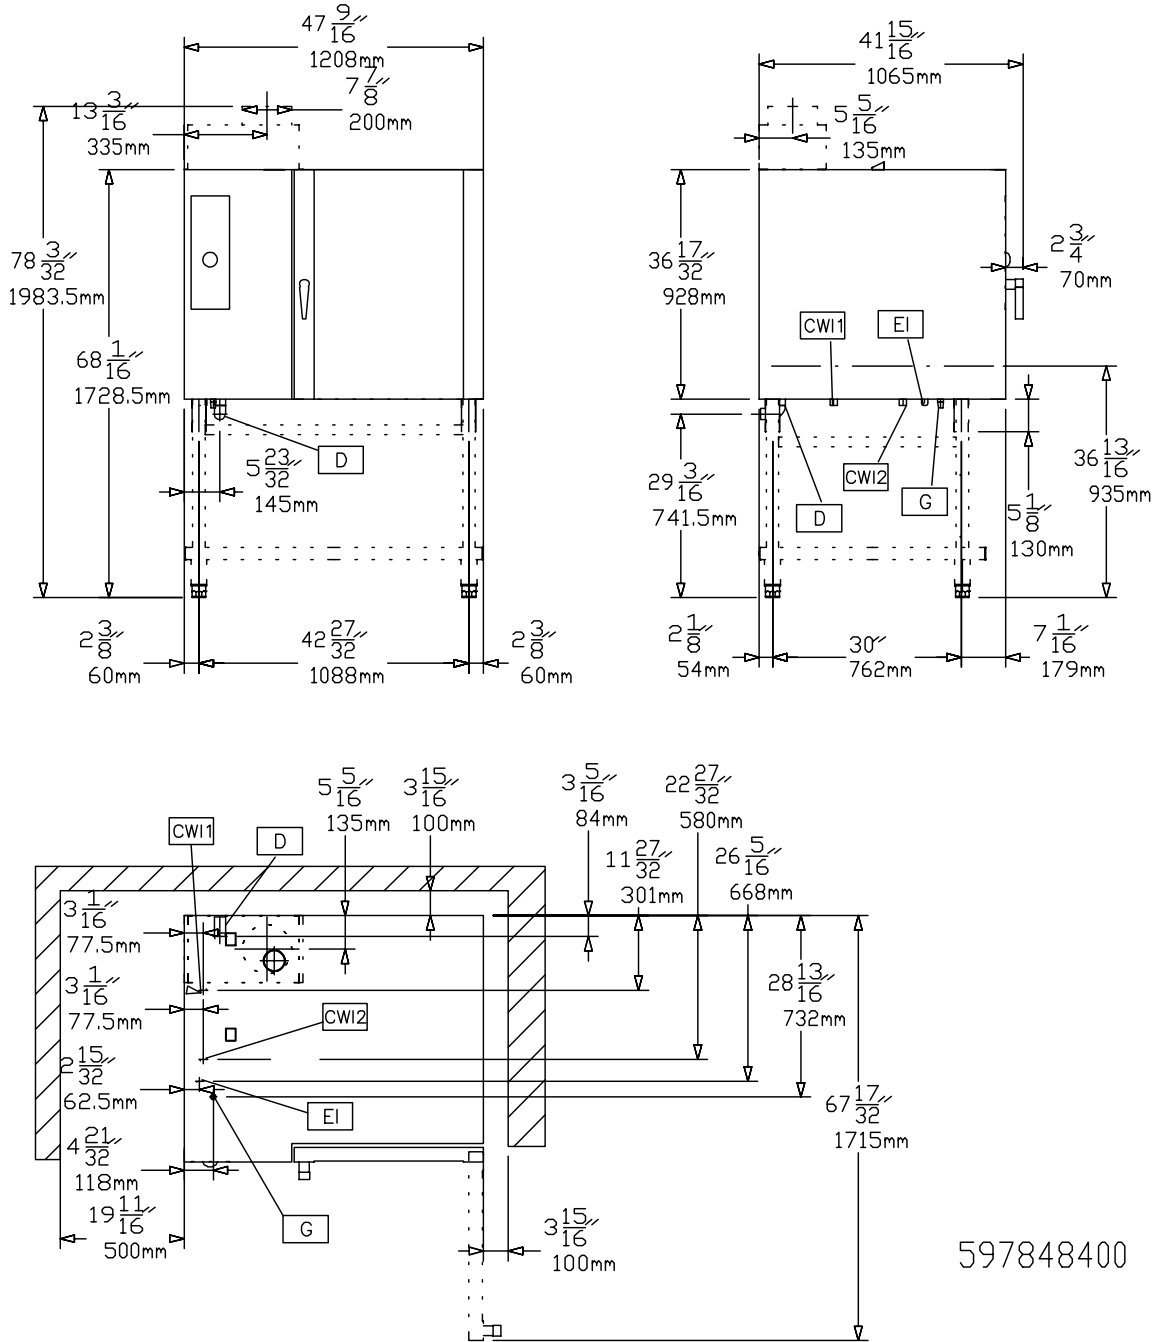 47 9/16"
1208mm
7 7/8"
200mm
13 3/16"
335mm
78 3/32"
1983.5mm
68 1/16"
1728.5mm
D
5 23/32"
145mm
2 3/8"
60mm
42 27/32"
1088mm
2 3/8"
60mm
41 15/16"
1065mm
5 5/16"
135mm
36 17/32"
928mm
2 3/4"
70mm
CWI1
EI
29 3/16"
741.5mm
CWI2
G
D
36 13/16"
935mm
5 1/8"
130mm
2 1/8"
54mm
30"
762mm
7 1/16"
179mm
5 5/16"
135mm
3 15/16"
100mm
3 5/16"
84mm
22 27/32"
580mm
CWI1
D
11 27/32"
301mm
26 5/16"
668mm
3 1/16"
77.5mm
3 1/16"
77.5mm
28 13/16"
732mm
CWI2
2 15/32"
62.5mm
EI
67 17/32"
1715mm
4 21/32"
118mm
19 11/16"
500mm
G
3 15/16"
100mm
597848400